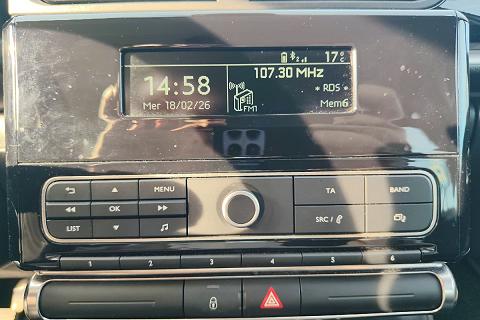 2 17°C
14:58 107.30 MHz
* RDS *
Mer 18/02/26 FM1 Mem6
MENU TA BAND
OK
LIST SRC /
1 2 3 4 5 6